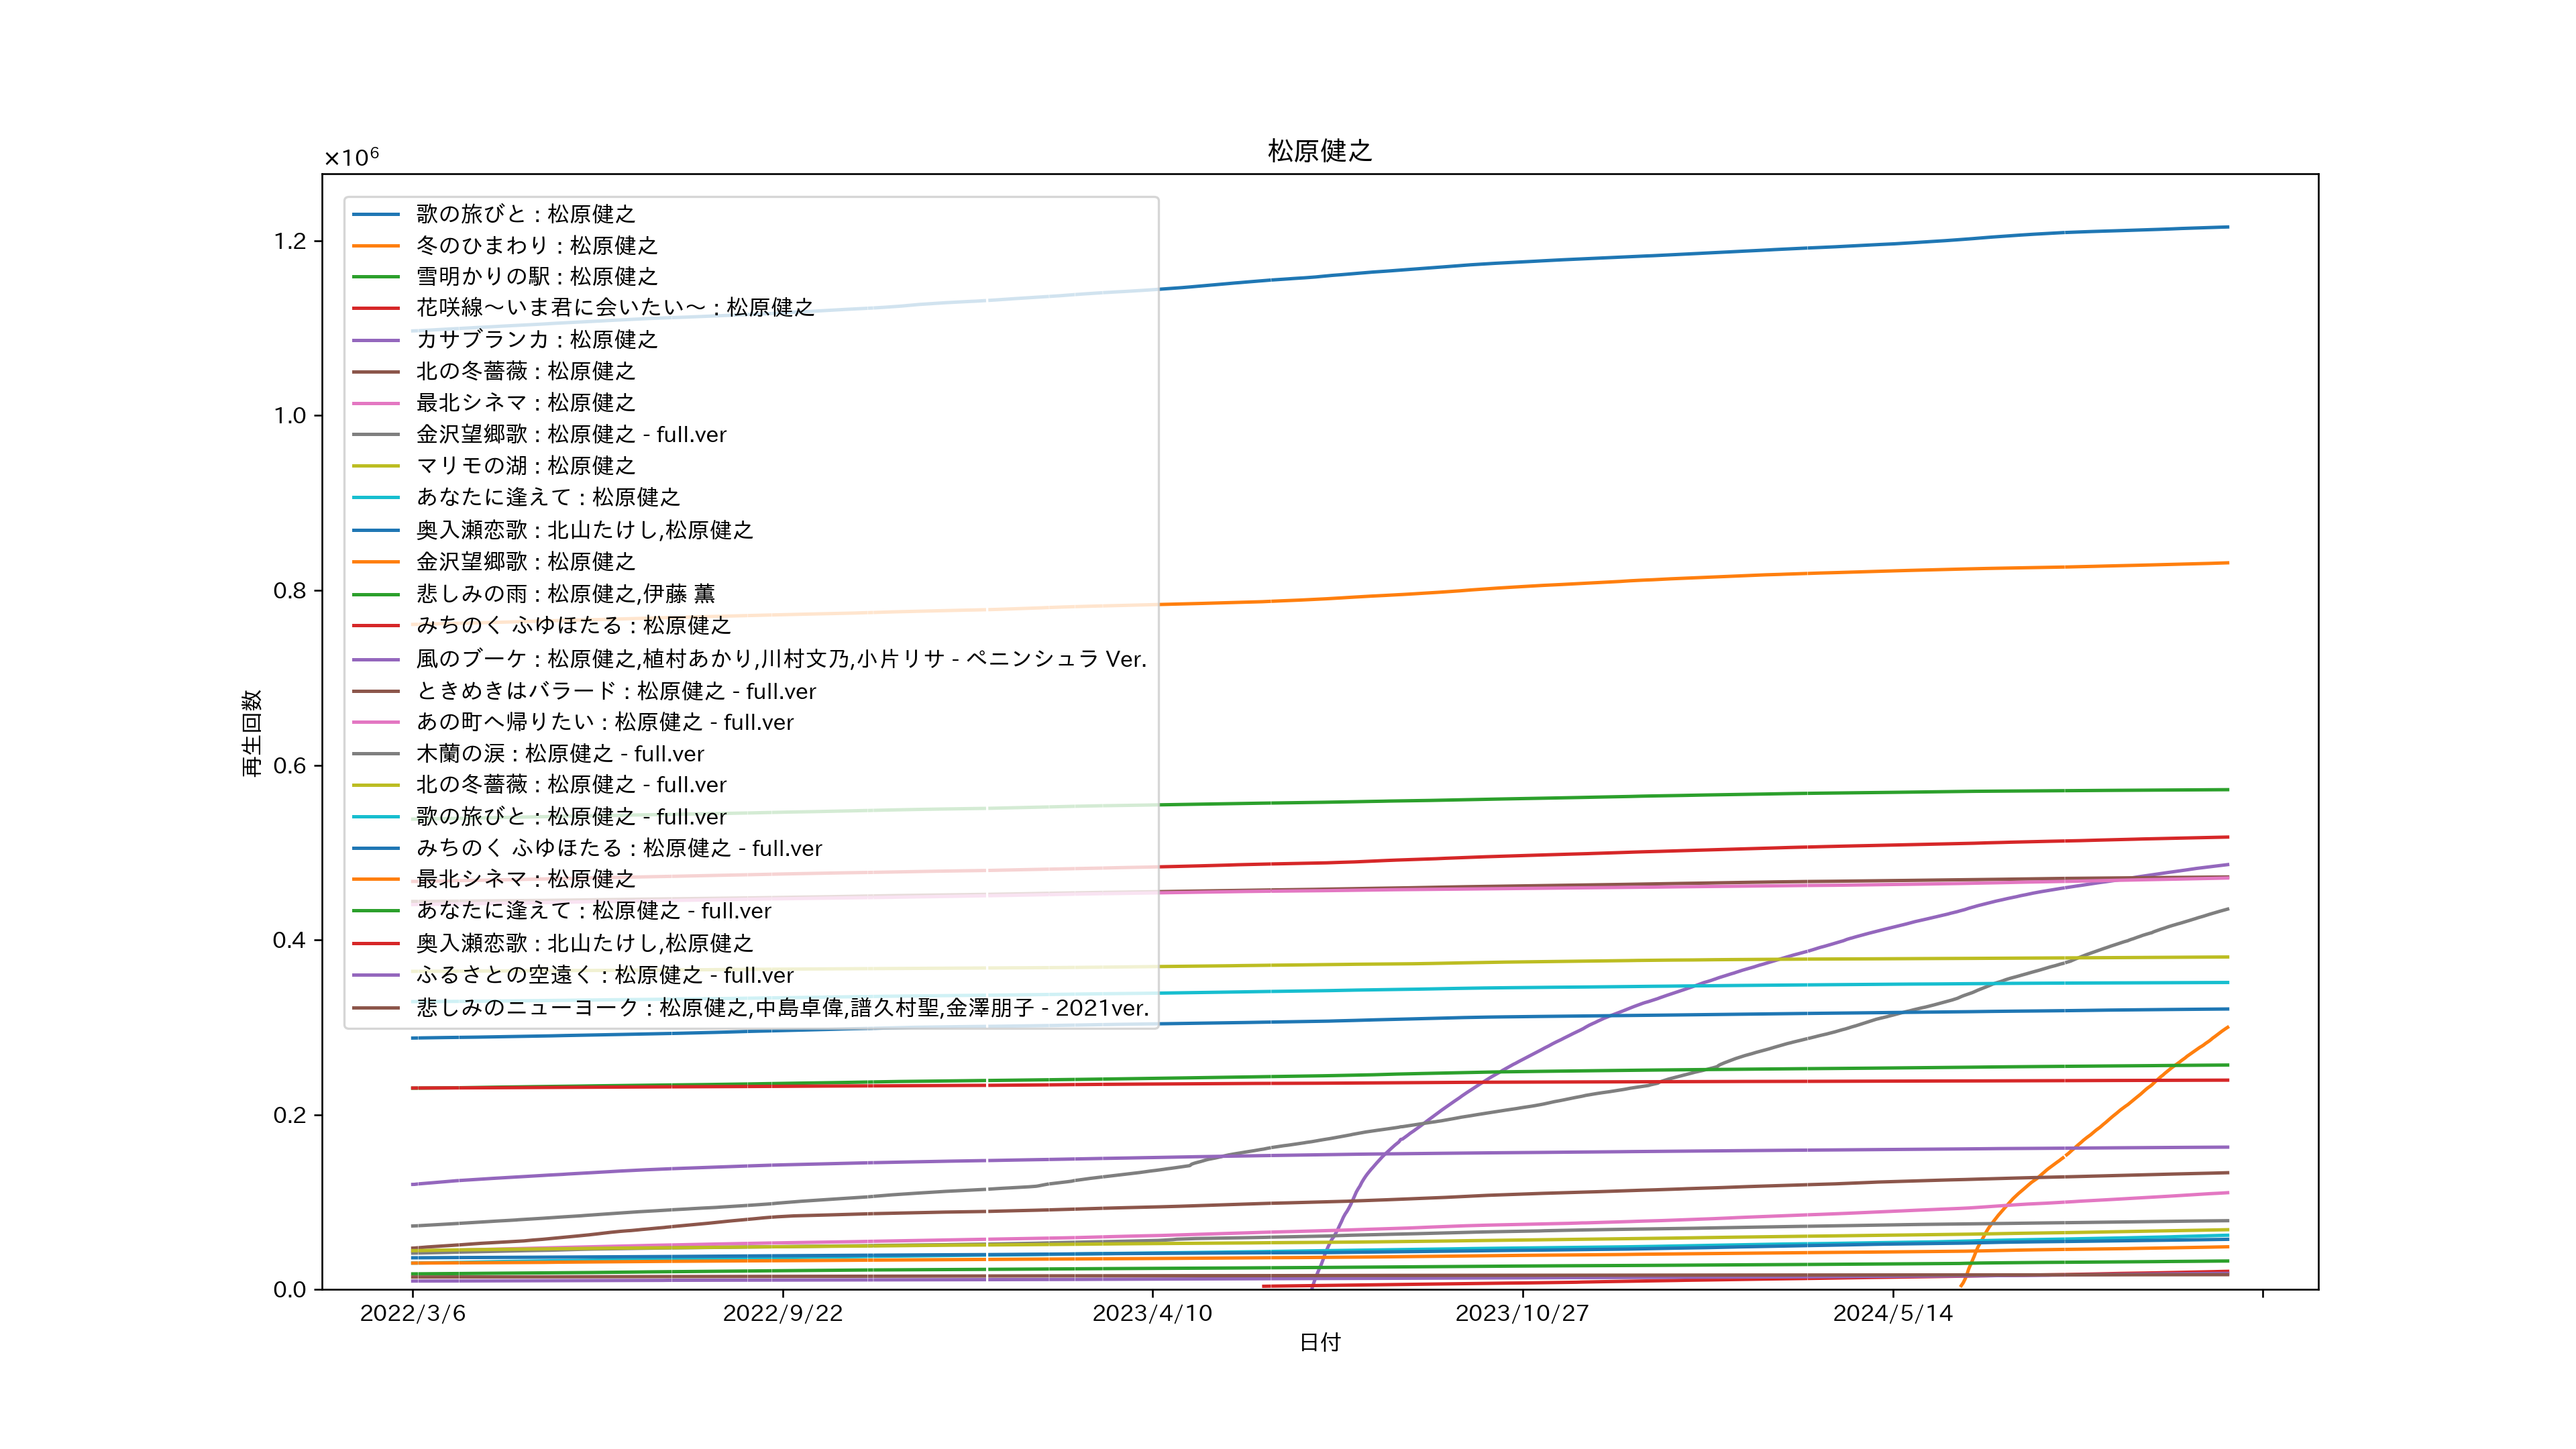 松原健之
×10⁶
歌の旅びと : 松原健之
冬のひまわり : 松原健之
雪明かりの駅 : 松原健之
花咲線〜いま君に会いたい〜 : 松原健之
カサブランカ : 松原健之
北の冬薔薇 : 松原健之
最北シネマ : 松原健之
金沢望郷歌 : 松原健之 - full.ver
マリモの湖 : 松原健之
あなたに逢えて : 松原健之
奥入瀬恋歌 : 北山たけし,松原健之
金沢望郷歌 : 松原健之
悲しみの雨 : 松原健之,伊藤 薫
みちのく ふゆほたる : 松原健之
風のブーケ : 松原健之,植村あかり,川村文乃,小片リサ - ペニンシュラ Ver.
ときめきはバラード : 松原健之 - full.ver
あの町へ帰りたい : 松原健之 - full.ver
木蘭の涙 : 松原健之 - full.ver
北の冬薔薇 : 松原健之 - full.ver
歌の旅びと : 松原健之 - full.ver
みちのく ふゆほたる : 松原健之 - full.ver
最北シネマ : 松原健之
あなたに逢えて : 松原健之 - full.ver
奥入瀬恋歌 : 北山たけし,松原健之
ふるさとの空遠く : 松原健之 - full.ver
悲しみのニューヨーク : 松原健之,中島卓偉,譜久村聖,金澤朋子 - 2021ver.
再生回数
1.2
1.0
0.8
0.6
0.4
0.2
0.0
2022/3/6
2022/9/22
2023/4/10
2023/10/27
2024/5/14
日付